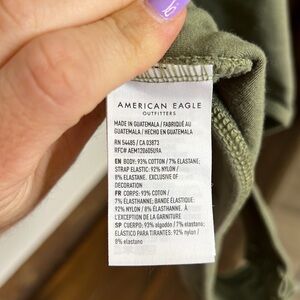 AMERICAN EAGLE
OUTFITTERS
MADE IN GUATEMALA / FABRIQUÉ AU
GUATEMALA / HECHO EN GUATEMALA
RN 54485 / CA 03873
RFC# AEM120605U9A
EN BODY: 93% COTTON / 7% ELASTANE;
STRAP ELASTIC: 92% NYLON /
8% ELASTANE. EXCLUSIVE OF
DECORATION
FR CORPS: 93% COTON /
7% ÉLASTHANNE; BANDE ÉLASTIQUE:
92% NYLON / 8% ÉLASTHANNE. À
L'EXCEPTION DE LA GARNITURE
SP CUERPO: 93% algodón / 7% elastano;
ELÁSTICO PARA TIRANTES: 92% nylon /
8% elastano